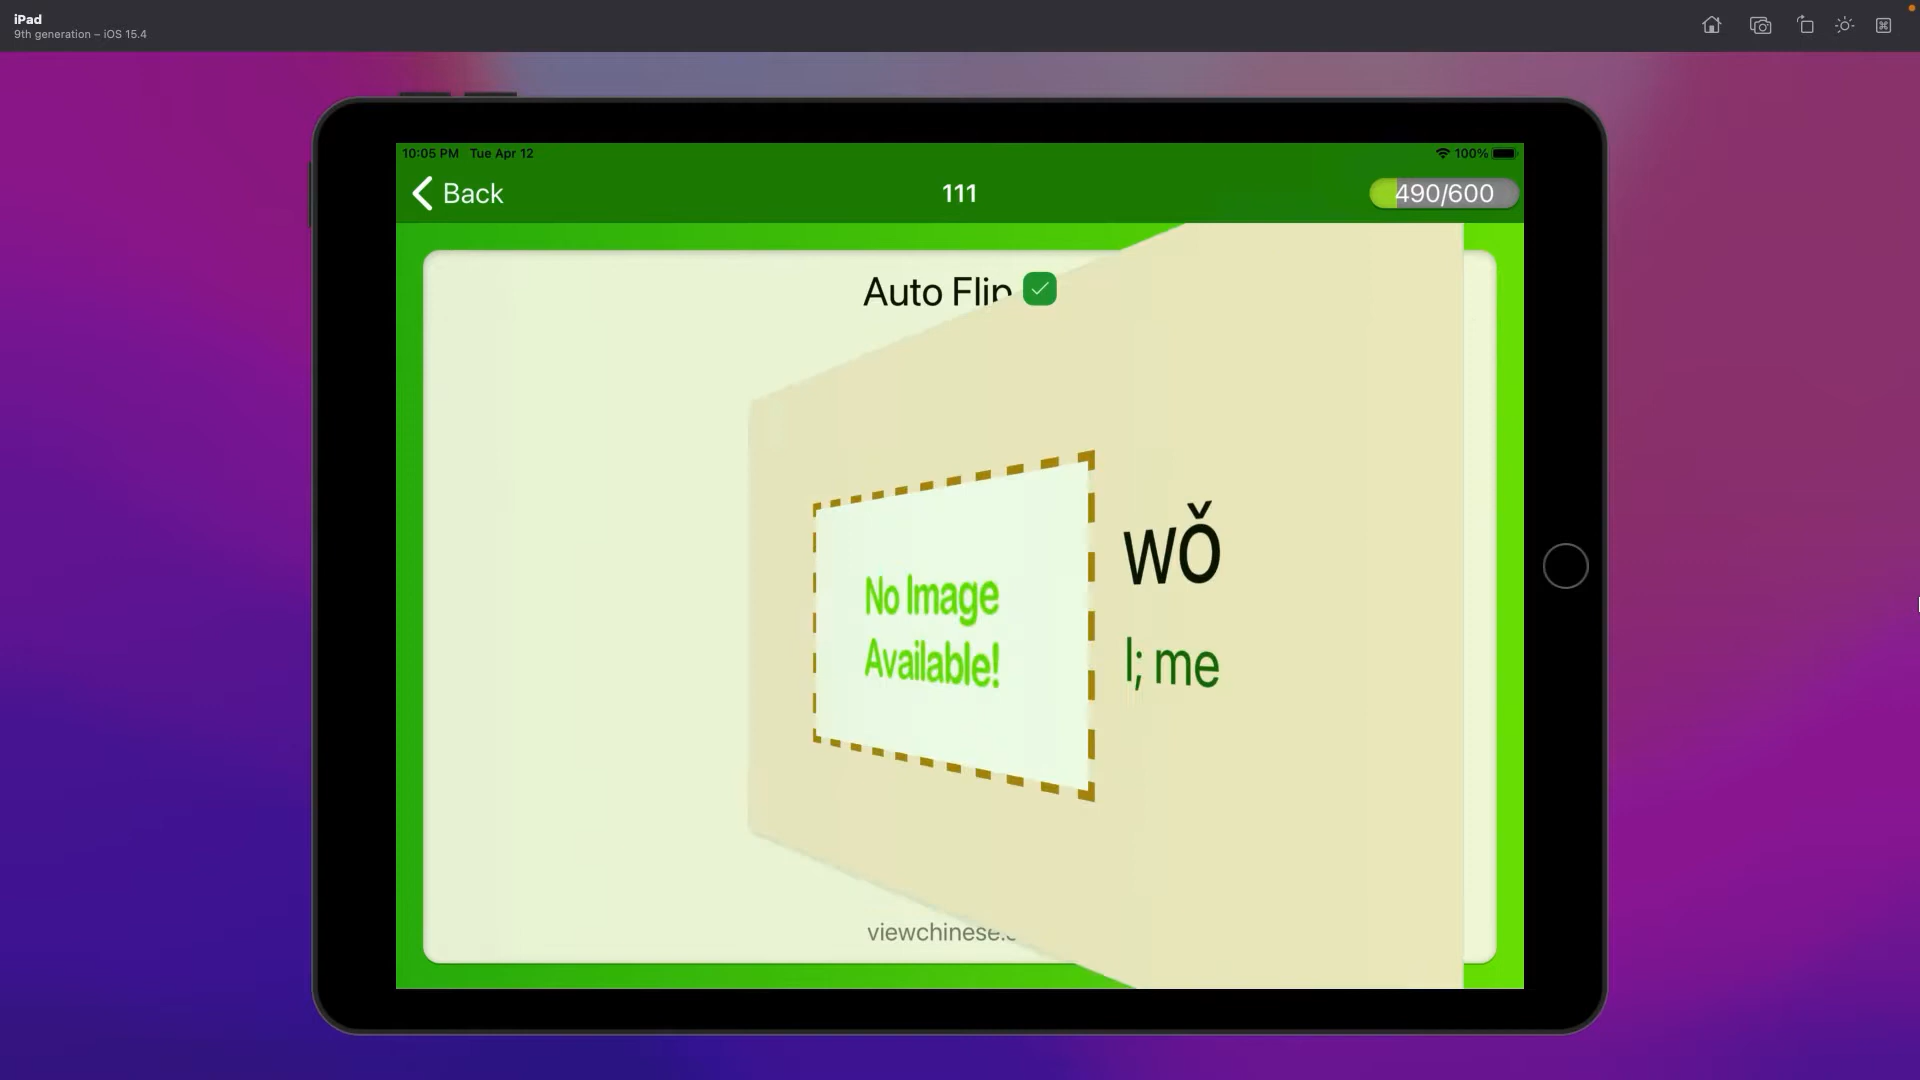 iPad
9th generation – iOS 15.4
10:05 PM Tue Apr 12
100%
Back
111
490/600
Auto Flip
No Image
Available!
wǒ
I; me
viewchinese.